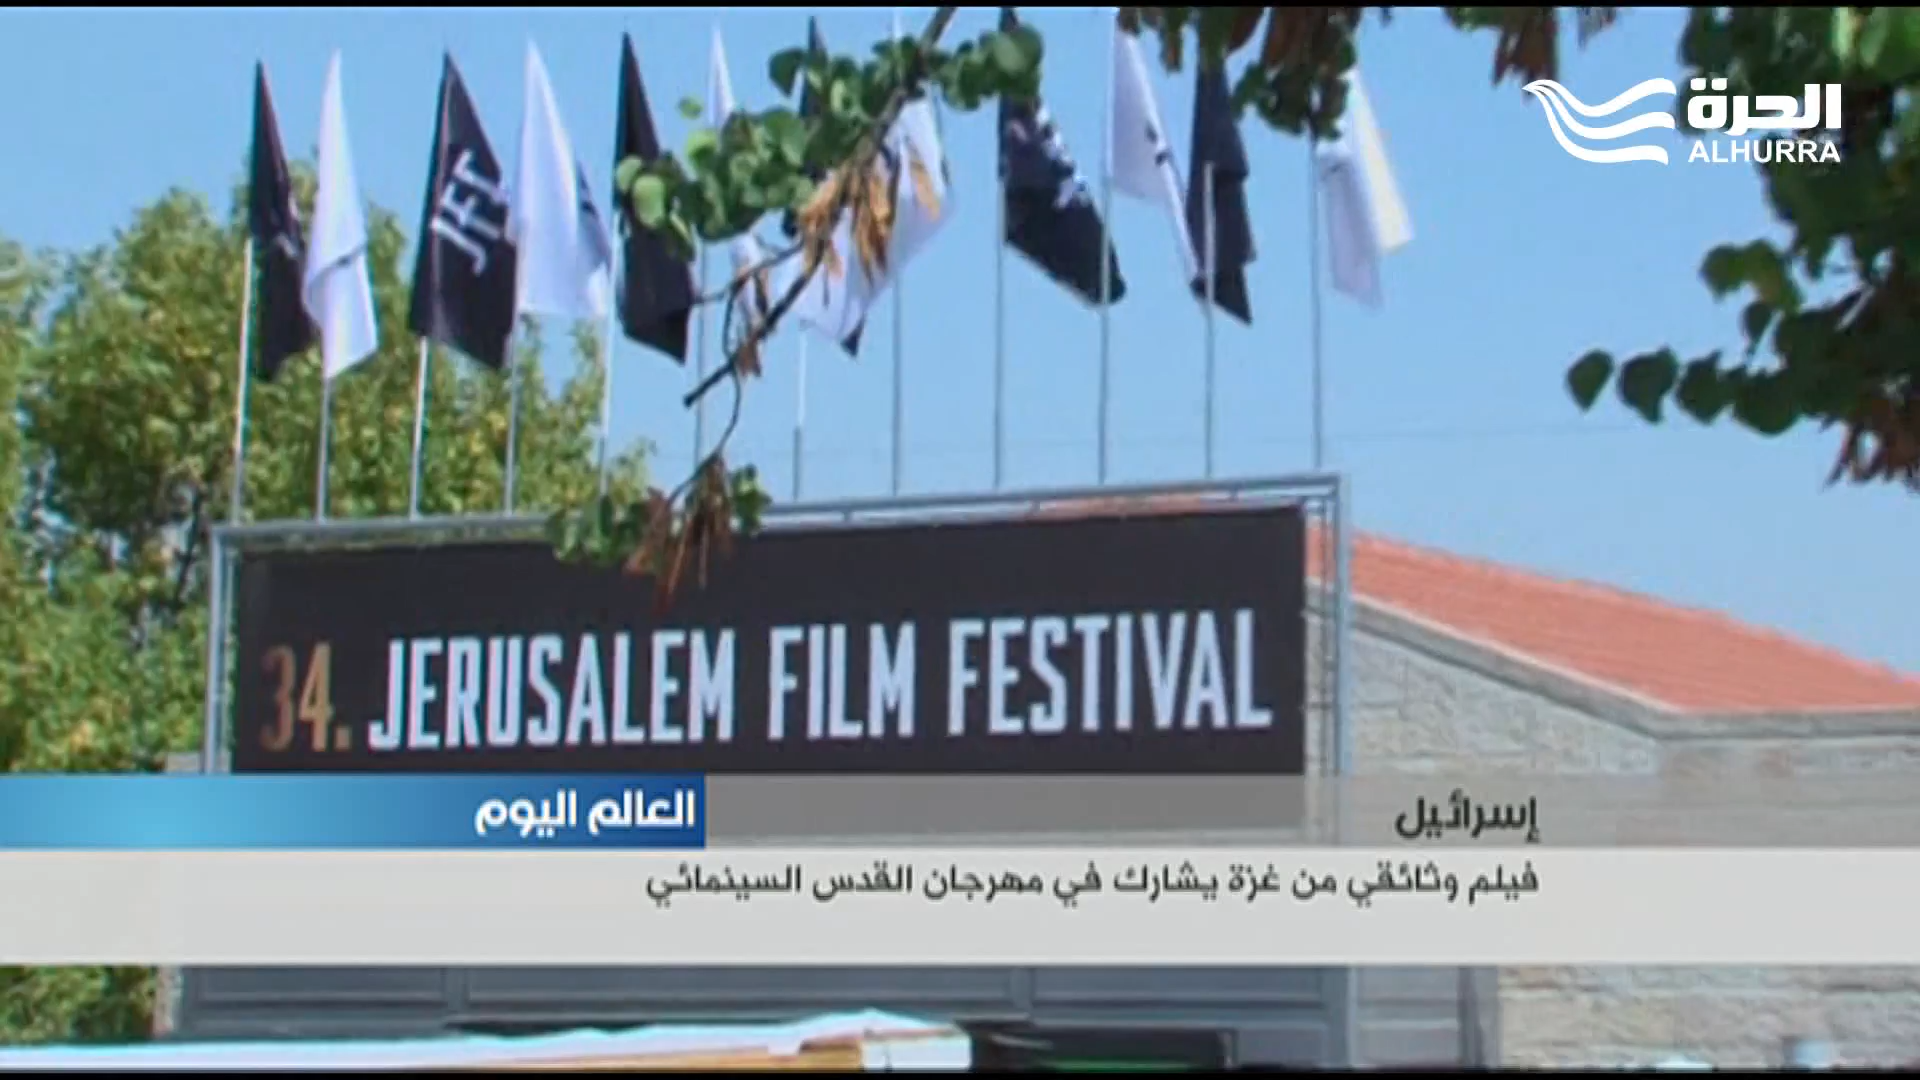 الحرة
ALHURRA
JFF
34. JERUSALEM FILM FESTIVAL
إسرائيل
العالم اليوم
فيلم وثائقي من غزة يشارك في مهرجان القدس السينمائي